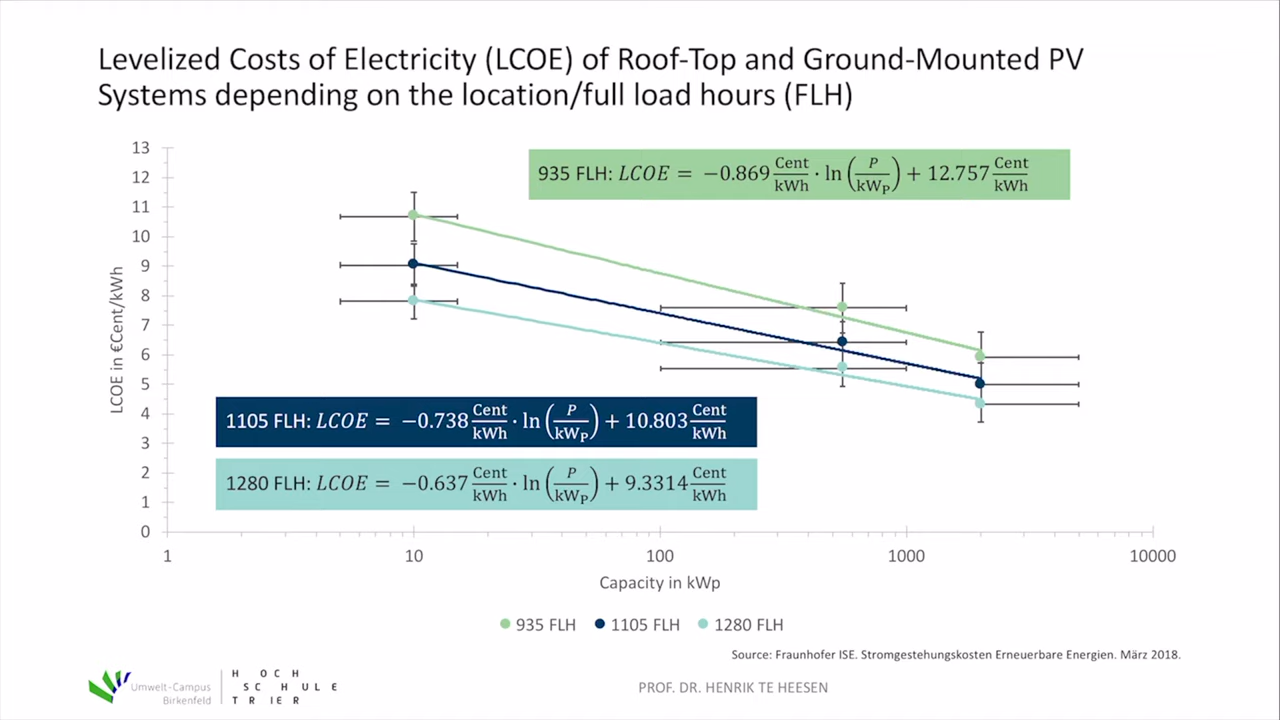 Levelized Costs of Electricity (LCOE) of Roof-Top and Ground-Mounted PV
Systems depending on the location/full load hours (FLH)
LCOE in €Cent/kWh
13
12
11
10
9
8
7
6
5
4
3
2
1
0
935 FLH: LCOE = −0.869 Cent/kWh · ln (P/kWP) + 12.757 Cent/kWh
1105 FLH: LCOE = −0.738 Cent/kWh · ln (P/kWP) + 10.803 Cent/kWh
1280 FLH: LCOE = −0.637 Cent/kWh · ln (P/kWP) + 9.3314 Cent/kWh
1 10 100 1000 10000
Capacity in kWp
935 FLH 1105 FLH 1280 FLH
Source: Fraunhofer ISE. Stromgestehungskosten Erneuerbare Energien. März 2018.
Umwelt-Campus
Birkenfeld
HOCH
SCHULE
TRIER
PROF. DR. HENRIK TE HEESEN